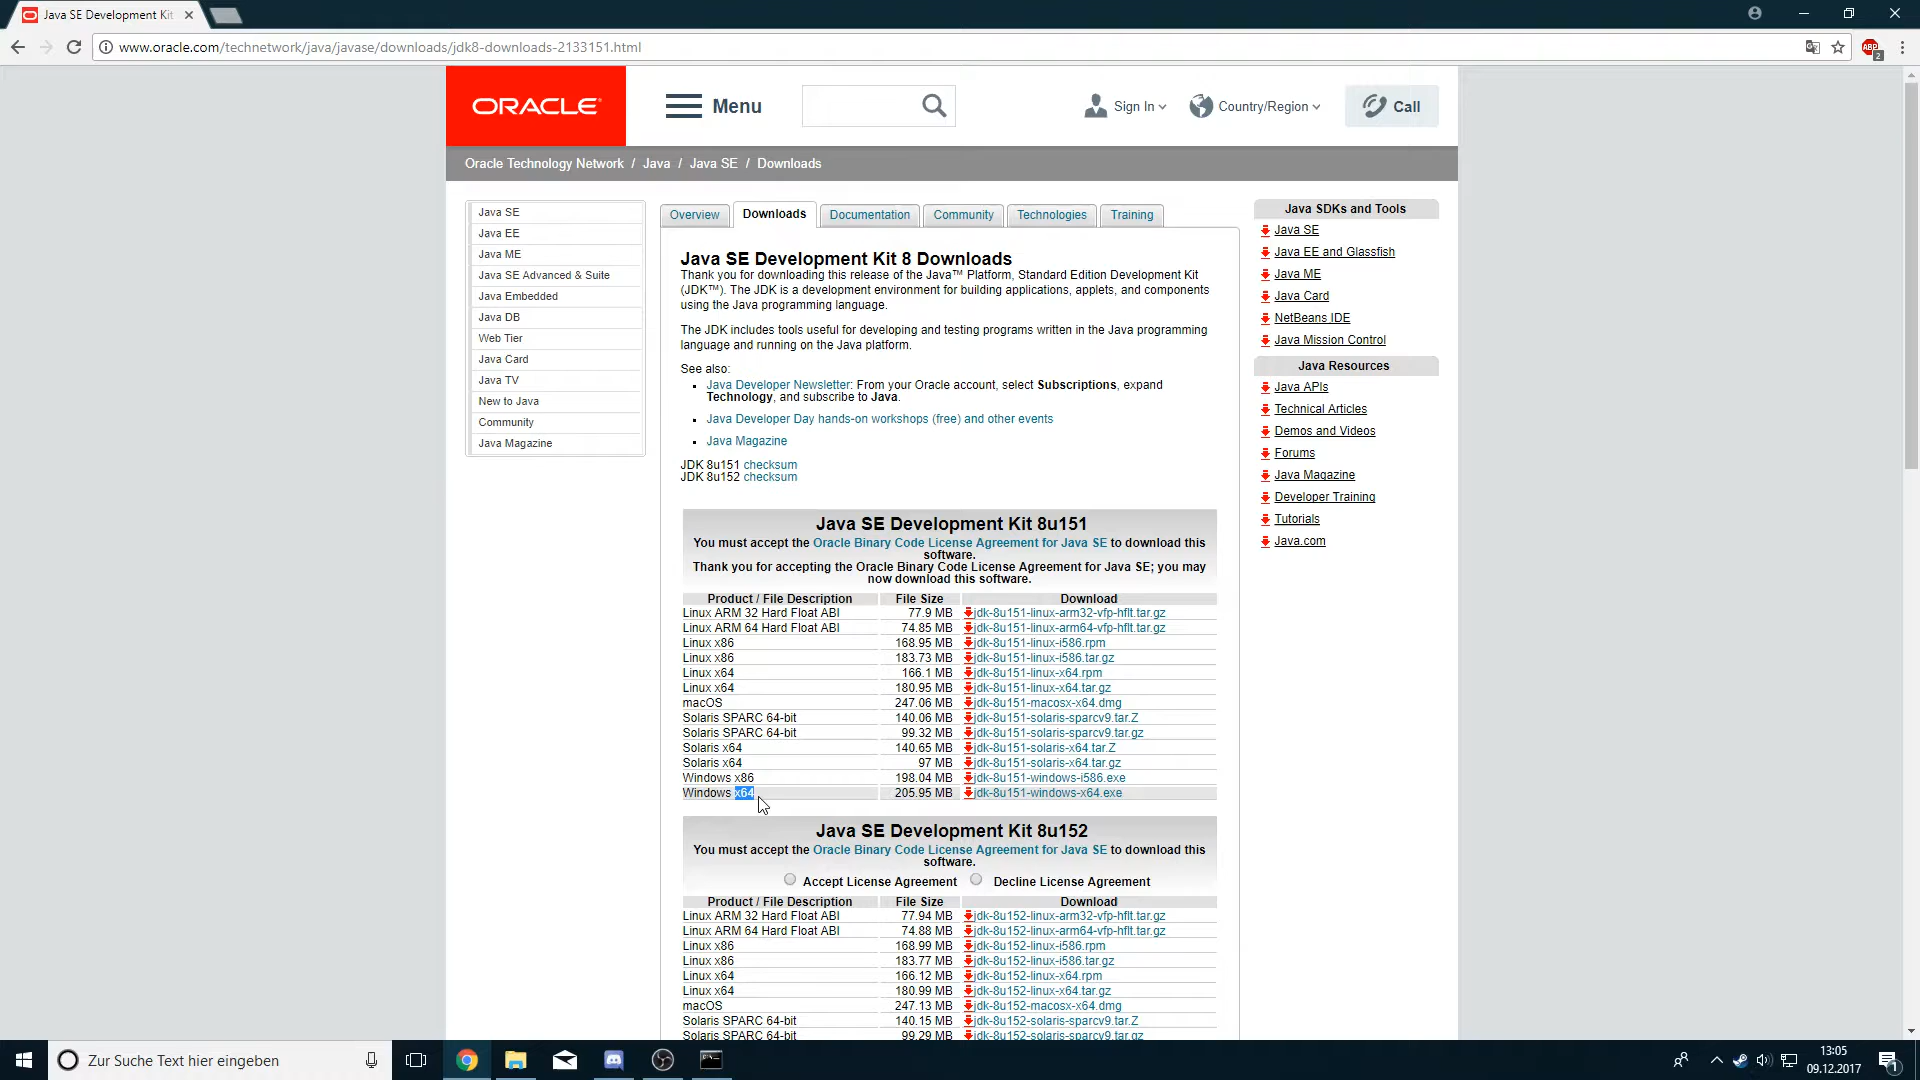 Java SE Development Kit
www.oracle.com/technetwork/java/javase/downloads/jdk8-downloads-2133151.html
ABP
2
ORACLE
Menu
Sign In
Country/Region
Call
Oracle Technology Network / Java / Java SE / Downloads
Java SE
Java EE
Java ME
Java SE Advanced & Suite
Java Embedded
Java DB
Web Tier
Java Card
Java TV
New to Java
Community
Java Magazine
Overview
Downloads
Documentation
Community
Technologies
Training
Java SE Development Kit 8 Downloads
Thank you for downloading this release of the Java™ Platform, Standard Edition Development Kit
(JDK™). The JDK is a development environment for building applications, applets, and components
using the Java programming language.
The JDK includes tools useful for developing and testing programs written in the Java programming
language and running on the Java platform.
See also:
Java Developer Newsletter: From your Oracle account, select Subscriptions, expand
Technology, and subscribe to Java.
Java Developer Day hands-on workshops (free) and other events
Java Magazine
JDK 8u151 checksum
JDK 8u152 checksum
Java SE Development Kit 8u151
You must accept the Oracle Binary Code License Agreement for Java SE to download this
software.
Thank you for accepting the Oracle Binary Code License Agreement for Java SE; you may
now download this software.
Product / File Description File Size Download
Linux ARM 32 Hard Float ABI 77.9 MB jdk-8u151-linux-arm32-vfp-hflt.tar.gz
Linux ARM 64 Hard Float ABI 74.85 MB jdk-8u151-linux-arm64-vfp-hflt.tar.gz
Linux x86 168.95 MB jdk-8u151-linux-i586.rpm
Linux x86 183.73 MB jdk-8u151-linux-i586.tar.gz
Linux x64 166.1 MB jdk-8u151-linux-x64.rpm
Linux x64 180.95 MB jdk-8u151-linux-x64.tar.gz
macOS 247.06 MB jdk-8u151-macosx-x64.dmg
Solaris SPARC 64-bit 140.06 MB jdk-8u151-solaris-sparcv9.tar.Z
Solaris SPARC 64-bit 99.32 MB jdk-8u151-solaris-sparcv9.tar.gz
Solaris x64 140.65 MB jdk-8u151-solaris-x64.tar.Z
Solaris x64 97 MB jdk-8u151-solaris-x64.tar.gz
Windows x86 198.04 MB jdk-8u151-windows-i586.exe
Windows x64 205.95 MB jdk-8u151-windows-x64.exe
Java SE Development Kit 8u152
You must accept the Oracle Binary Code License Agreement for Java SE to download this
software.
Accept License Agreement Decline License Agreement
Product / File Description File Size Download
Linux ARM 32 Hard Float ABI 77.94 MB jdk-8u152-linux-arm32-vfp-hflt.tar.gz
Linux ARM 64 Hard Float ABI 74.88 MB jdk-8u152-linux-arm64-vfp-hflt.tar.gz
Linux x86 168.99 MB jdk-8u152-linux-i586.rpm
Linux x86 183.77 MB jdk-8u152-linux-i586.tar.gz
Linux x64 166.12 MB jdk-8u152-linux-x64.rpm
Linux x64 180.99 MB jdk-8u152-linux-x64.tar.gz
macOS 247.13 MB jdk-8u152-macosx-x64.dmg
Solaris SPARC 64-bit 140.15 MB jdk-8u152-solaris-sparcv9.tar.Z
Solaris SPARC 64-bit 99.29 MB jdk-8u152-solaris-sparcv9.tar.gz
Java SDKs and Tools
Java SE
Java EE and Glassfish
Java ME
Java Card
NetBeans IDE
Java Mission Control
Java Resources
Java APIs
Technical Articles
Demos and Videos
Forums
Java Magazine
Developer Training
Tutorials
Java.com
Zur Suche Text hier eingeben
13:05
09.12.2017
1